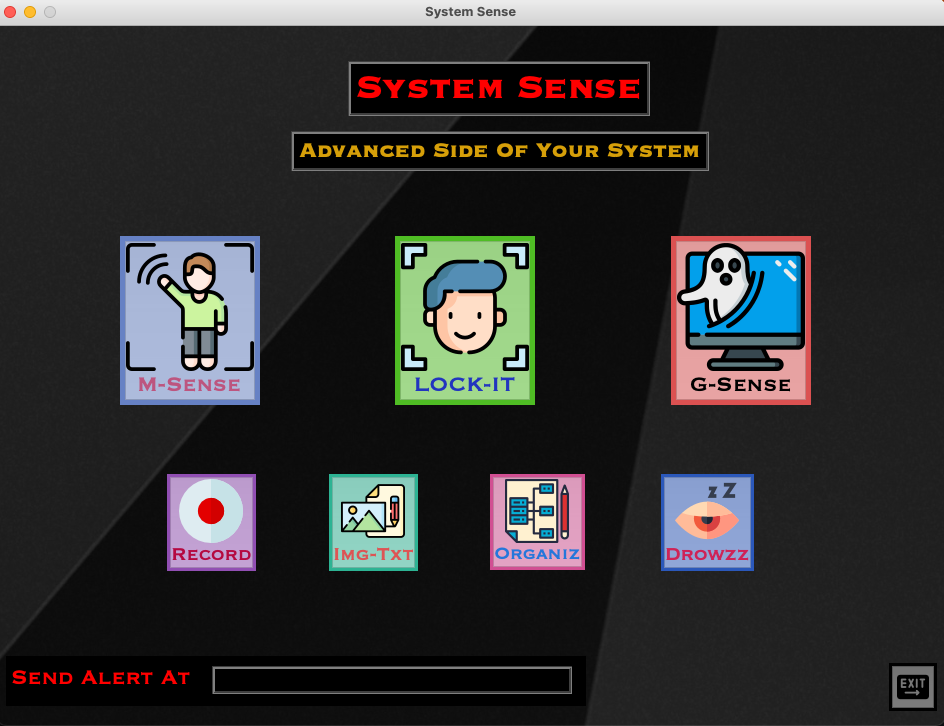 System Sense
System Sense
Advanced Side Of Your System
M-Sense
LOCK-IT
G-Sense
Record
Img-Txt
Organiz
z Z
Drowzz
Send Alert At
EXIT